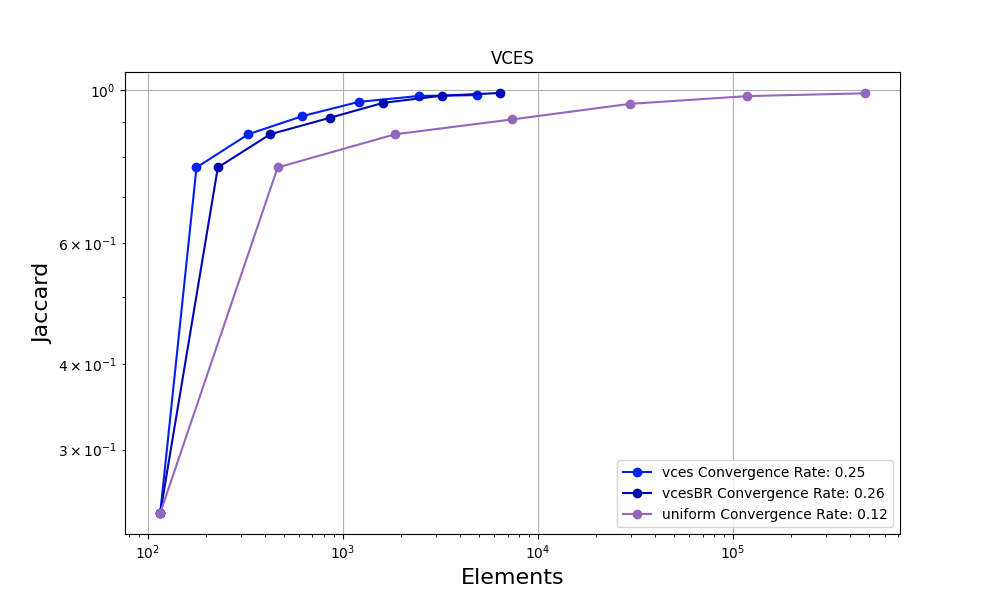 VCES
10⁰
6 × 10⁻¹
4 × 10⁻¹
3 × 10⁻¹
Jaccard
vces Convergence Rate: 0.25
vcesBR Convergence Rate: 0.26
uniform Convergence Rate: 0.12
10² 10³ 10⁴ 10⁵
Elements